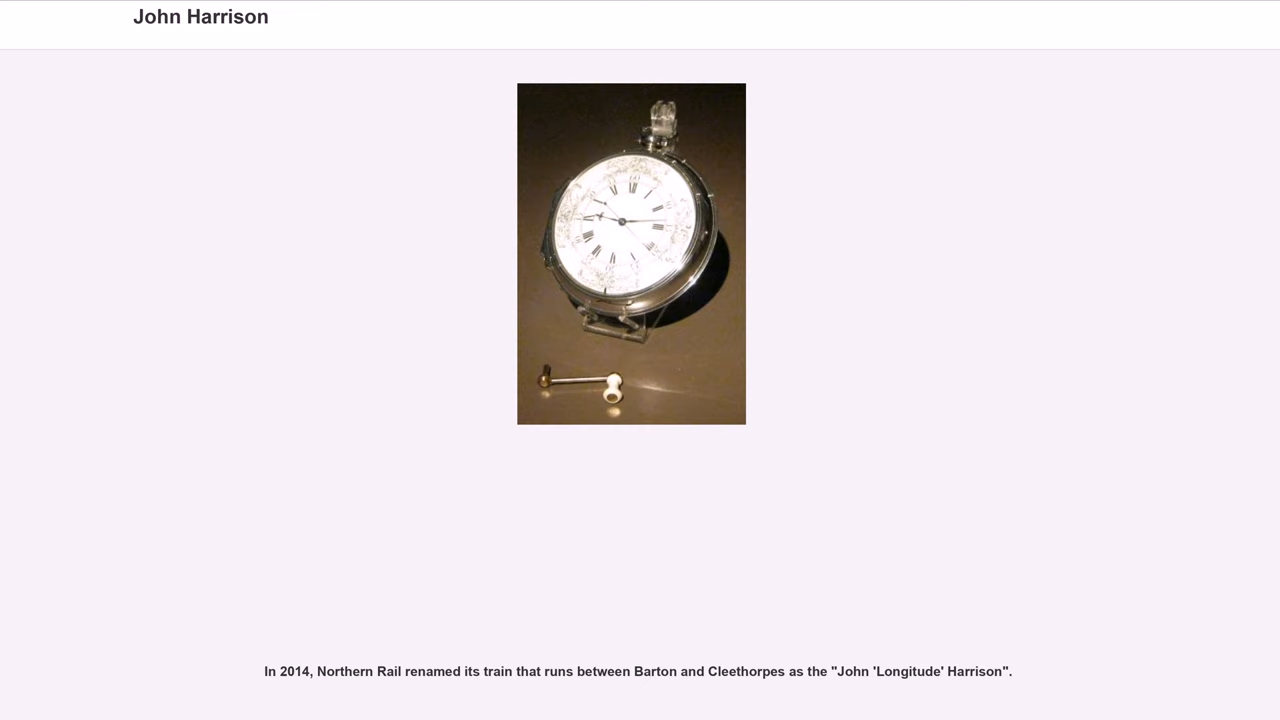 John Harrison
In 2014, Northern Rail renamed its train that runs between Barton and Cleethorpes as the "John 'Longitude' Harrison".